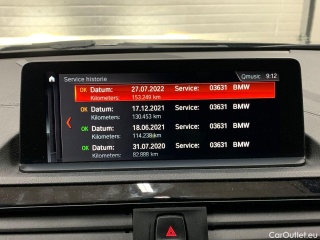 Service historie
Qmusic 9:12
OK Datum: 27.07.2022 Service: 03631 BMW
Kilometers: 153.249 km
OK Datum: 17.12.2021 Service: 03631 BMW
Kilometers: 130.453 km
OK Datum: 18.06.2021 Service: 03631 BMW
Kilometers: 114.238 km
OK Datum: 31.07.2020 Service: 03631 BMW
Kilometers: 82.888 km
© CarOutlet.eu